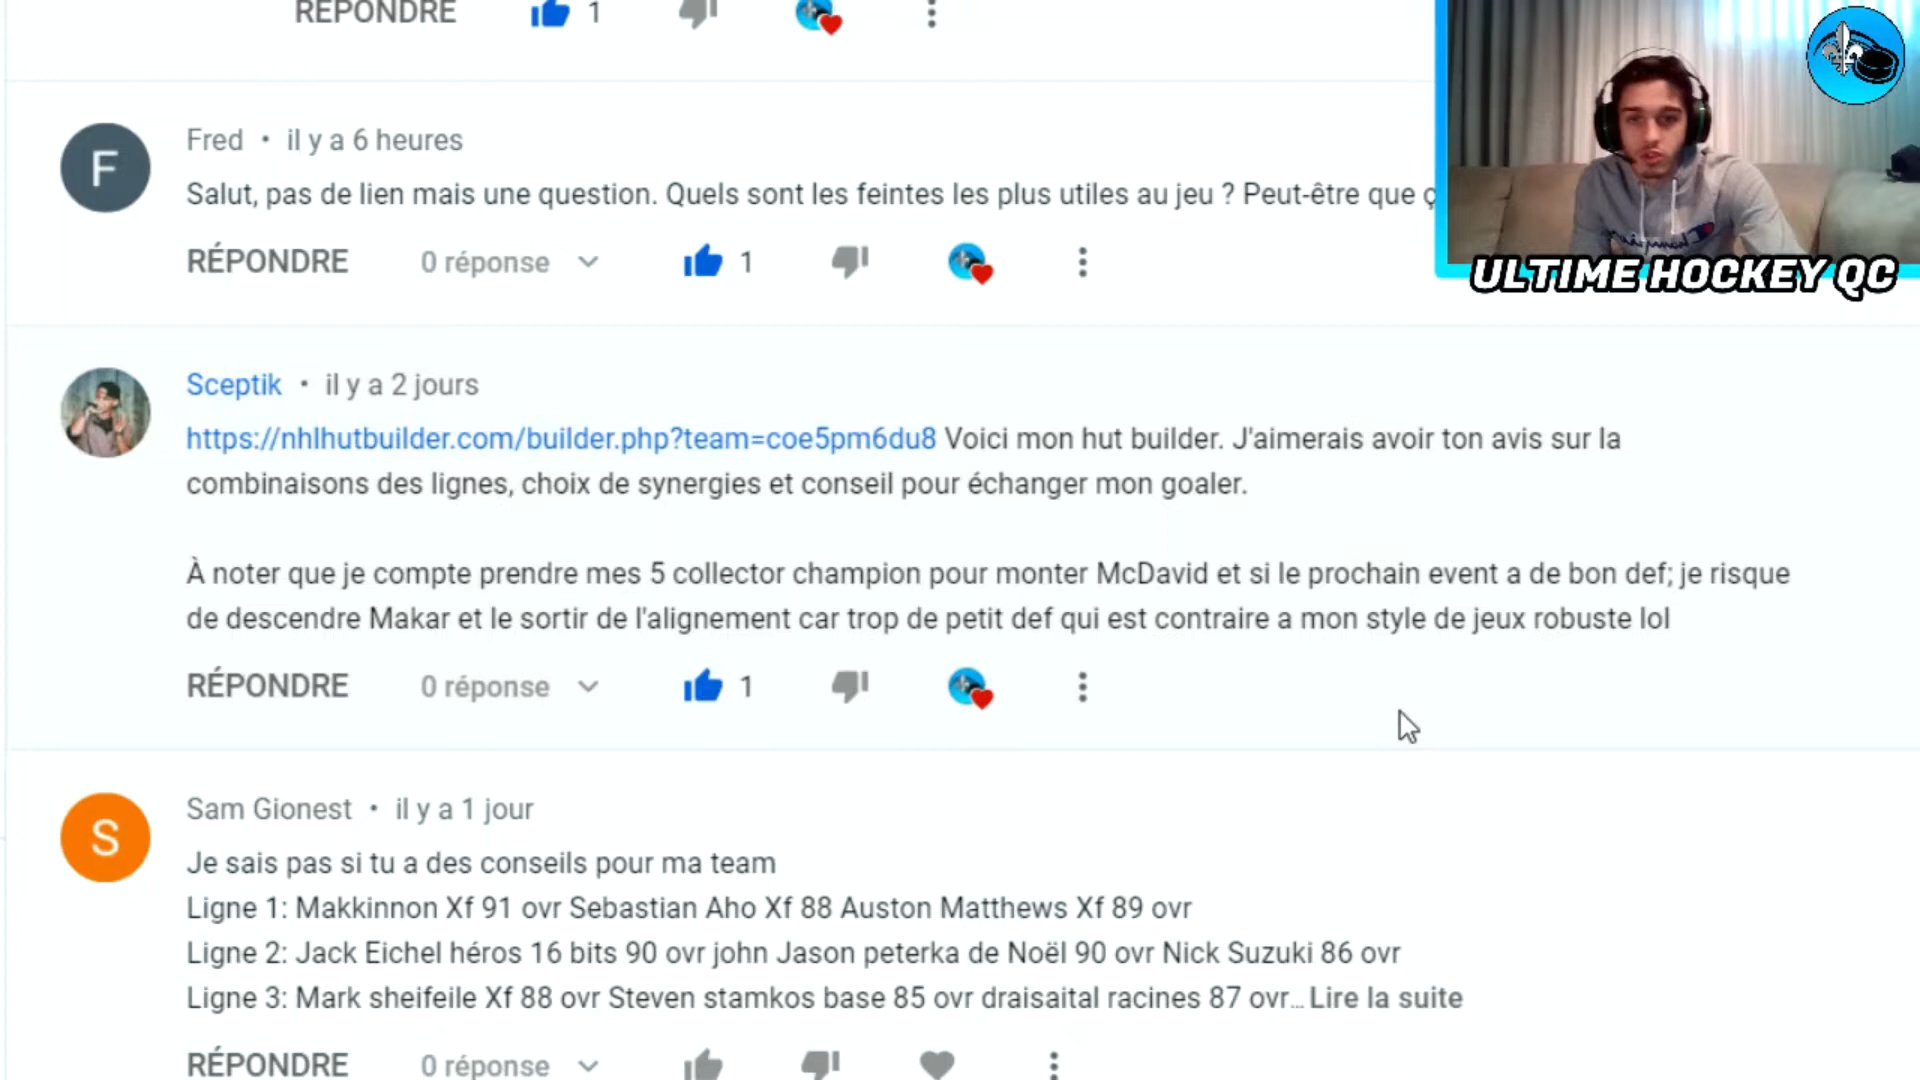 RÉPONDRE 1
Fred • il y a 6 heures
F
Salut, pas de lien mais une question. Quels sont les feintes les plus utiles au jeu ? Peut-être que ç
RÉPONDRE 0 réponse 1
ULTIME HOCKEY QC
Sceptik • il y a 2 jours
https://nhlhutbuilder.com/builder.php?team=coe5pm6du8 Voici mon hut builder. J'aimerais avoir ton avis sur la
combinaisons des lignes, choix de synergies et conseil pour échanger mon goaler.
À noter que je compte prendre mes 5 collector champion pour monter McDavid et si le prochain event a de bon def; je risque
de descendre Makar et le sortir de l'alignement car trop de petit def qui est contraire a mon style de jeux robuste lol
RÉPONDRE 0 réponse 1
Sam Gionest • il y a 1 jour
S
Je sais pas si tu a des conseils pour ma team
Ligne 1: Makkinnon Xf 91 ovr Sebastian Aho Xf 88 Auston Matthews Xf 89 ovr
Ligne 2: Jack Eichel héros 16 bits 90 ovr john Jason peterka de Noël 90 ovr Nick Suzuki 86 ovr
Ligne 3: Mark sheifeile Xf 88 ovr Steven stamkos base 85 ovr draisaital racines 87 ovr... Lire la suite
RÉPONDRE 0 réponse